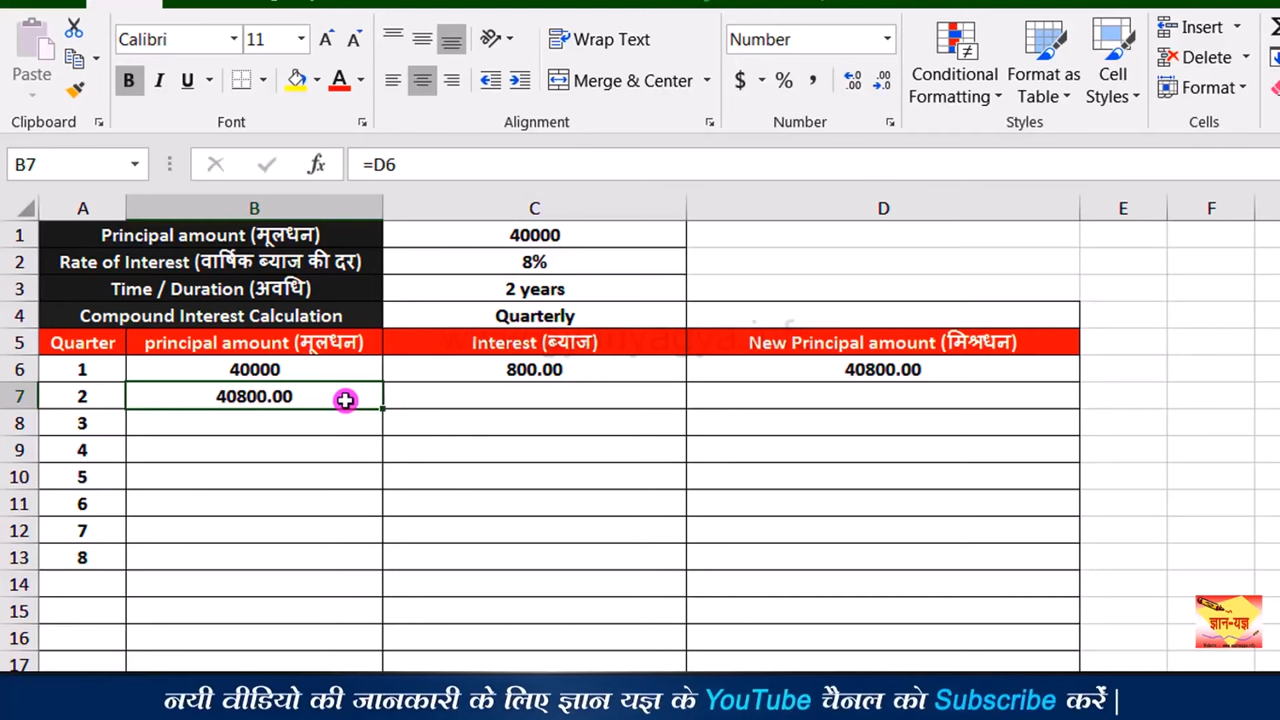 Calibri 11 Wrap Text Number Insert
Paste B I U Merge & Center $ % , Conditional Formatting Format as Table Cell Styles Delete
Format
Clipboard Font Alignment Number Styles Cells
B7 fx =D6
A B C D E F
1 Principal amount (मूलधन) 40000
2 Rate of Interest (वार्षिक ब्याज की दर) 8%
3 Time / Duration (अवधि) 2 years
4 Compound Interest Calculation Quarterly
5 Quarter principal amount (मूलधन) Interest (ब्याज) New Principal amount (मिश्रधन)
6 1 40000 800.00 40800.00
7 2 40800.00
8 3
9 4
10 5
11 6
12 7
13 8
14
15
16
17
ज्ञान-यज्ञ
नयी वीडियो की जानकारी के लिए ज्ञान यज्ञ के YouTube चैनल को Subscribe करें |